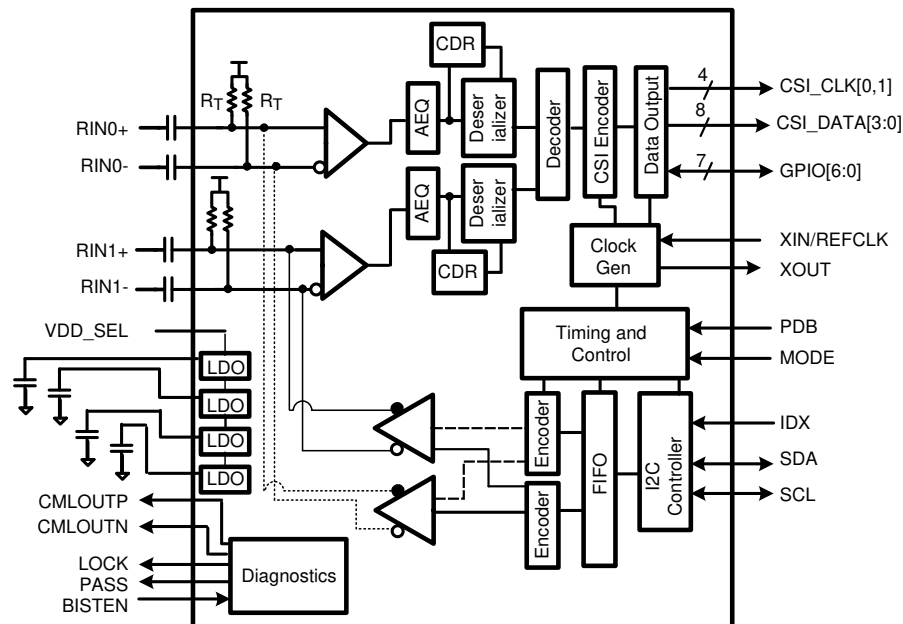 CDR
4
CSI_CLK[0,1]
RT
RT
AEQ
Deser
ializer
Decoder
CSI Encoder
Data Output
8
CSI_DATA[3:0]
RIN0+
RIN0-
7
GPIO[6:0]
AEQ
Deser
ializer
RIN1+
RIN1-
CDR
Clock
Gen
XIN/REFCLK
XOUT
VDD_SEL
Timing and
Control
PDB
MODE
LDO
LDO
LDO
LDO
Encoder
Encoder
FIFO
I2C
Controller
IDX
SDA
SCL
CMLOUTP
CMLOUTN
LOCK
PASS
BISTEN
Diagnostics